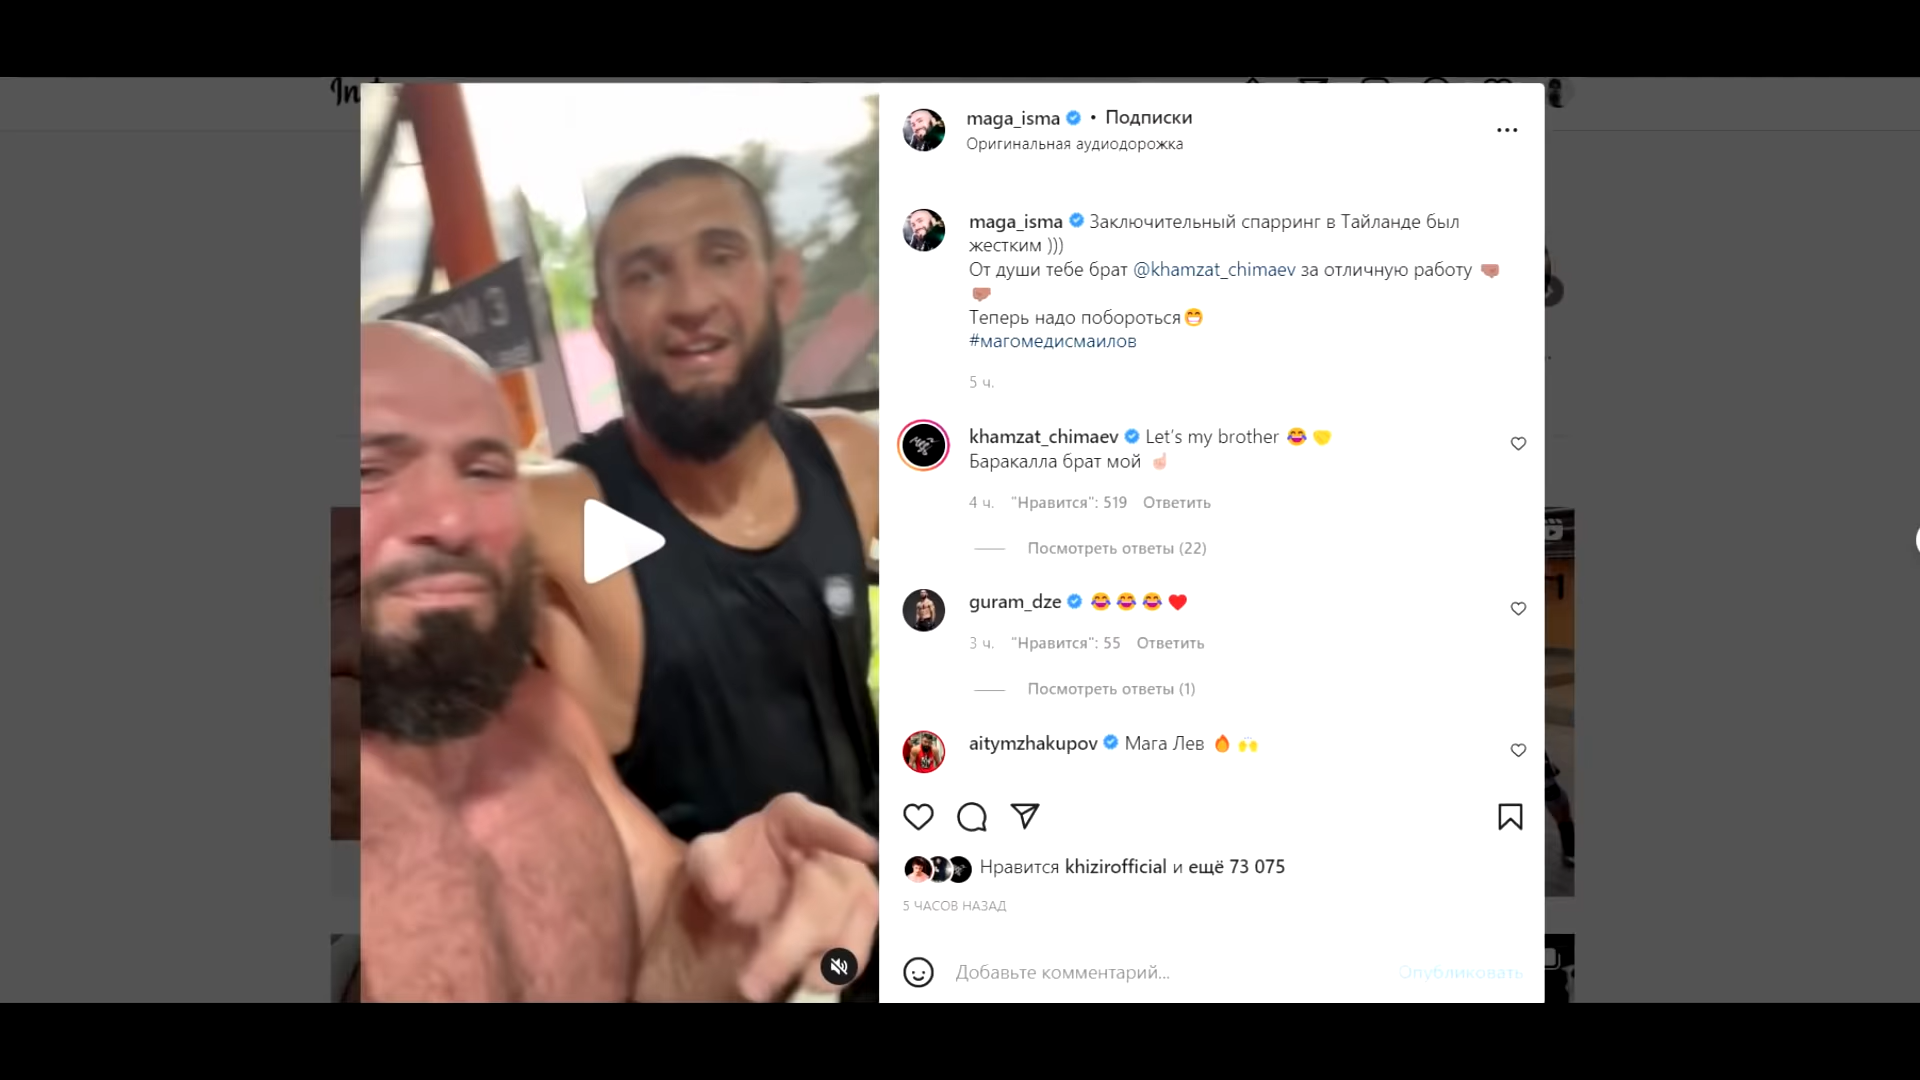 In
maga_isma • Подписки
Оригинальная аудиодорожка
maga_isma Заключительный спарринг в Тайланде был
жестким )))
От души тебе брат @khamzat_chimaev за отличную работу 🤜🏽
🤛🏽
Теперь надо побороться😁
#магомедисмаилов
5 ч.
khamzat_chimaev Let’s my brother 😂 🤜
Баракалла брат мой ☝🏻
4 ч. "Нравится": 519 Ответить
Посмотреть ответы (22)
guram_dze 😂 😂 😂 ❤️
3 ч. "Нравится": 55 Ответить
Посмотреть ответы (1)
aitymzhakupov Мага Лев 🔥 🙌
Нравится khizirofficial и ещё 73 075
5 ЧАСОВ НАЗАД
Добавьте комментарий... Опубликовать